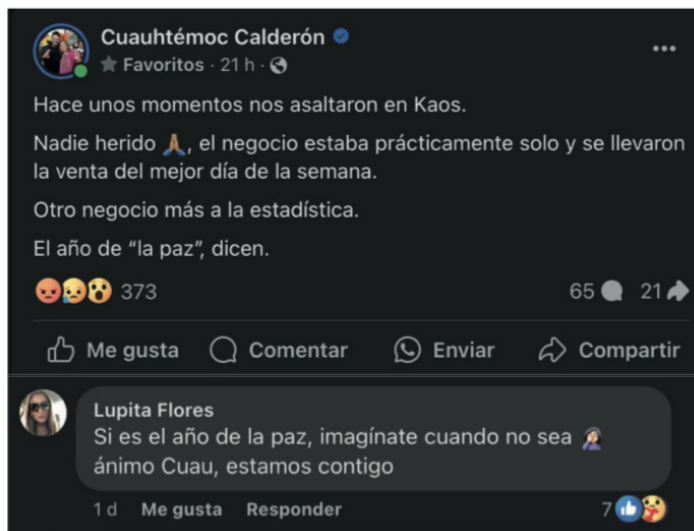 Cuauhtémoc Calderón
Favoritos · 21 h ·
Hace unos momentos nos asaltaron en Kaos.
Nadie herido 🙏🏽, el negocio estaba prácticamente solo y se llevaron
la venta del mejor día de la semana.
Otro negocio más a la estadística.
El año de “la paz”, dicen.
373
65 21
Me gusta Comentar Enviar Compartir
Lupita Flores
Si es el año de la paz, imagínate cuando no sea 🤦🏻‍♀️
ánimo Cuau, estamos contigo
1 d Me gusta Responder 7